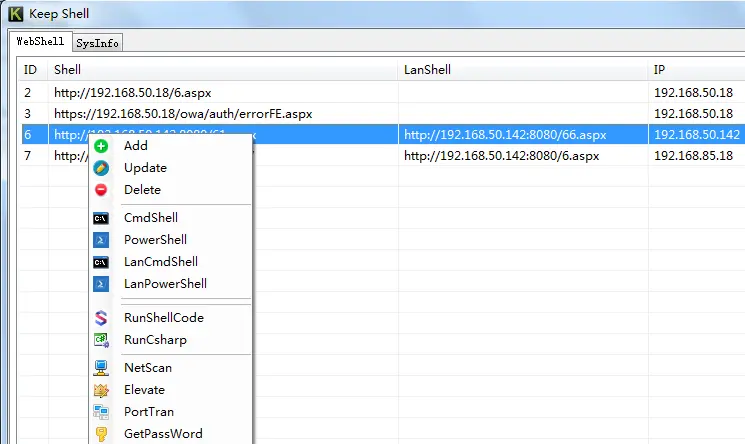 Keep Shell
WebShell SysInfo
ID Shell LanShell IP
2 http://192.168.50.18/6.aspx 192.168.50.18
3 https://192.168.50.18/owa/auth/errorFE.aspx 192.168.50.18
6 http://192.168.50.142:8080/61.aspx http://192.168.50.142:8080/66.aspx 192.168.50.142
7 http:/ http://192.168.50.142:8080/6.aspx 192.168.85.18
Add
Update
Delete
CmdShell
PowerShell
LanCmdShell
LanPowerShell
RunShellCode
RunCsharp
NetScan
Elevate
PortTran
GetPassWord